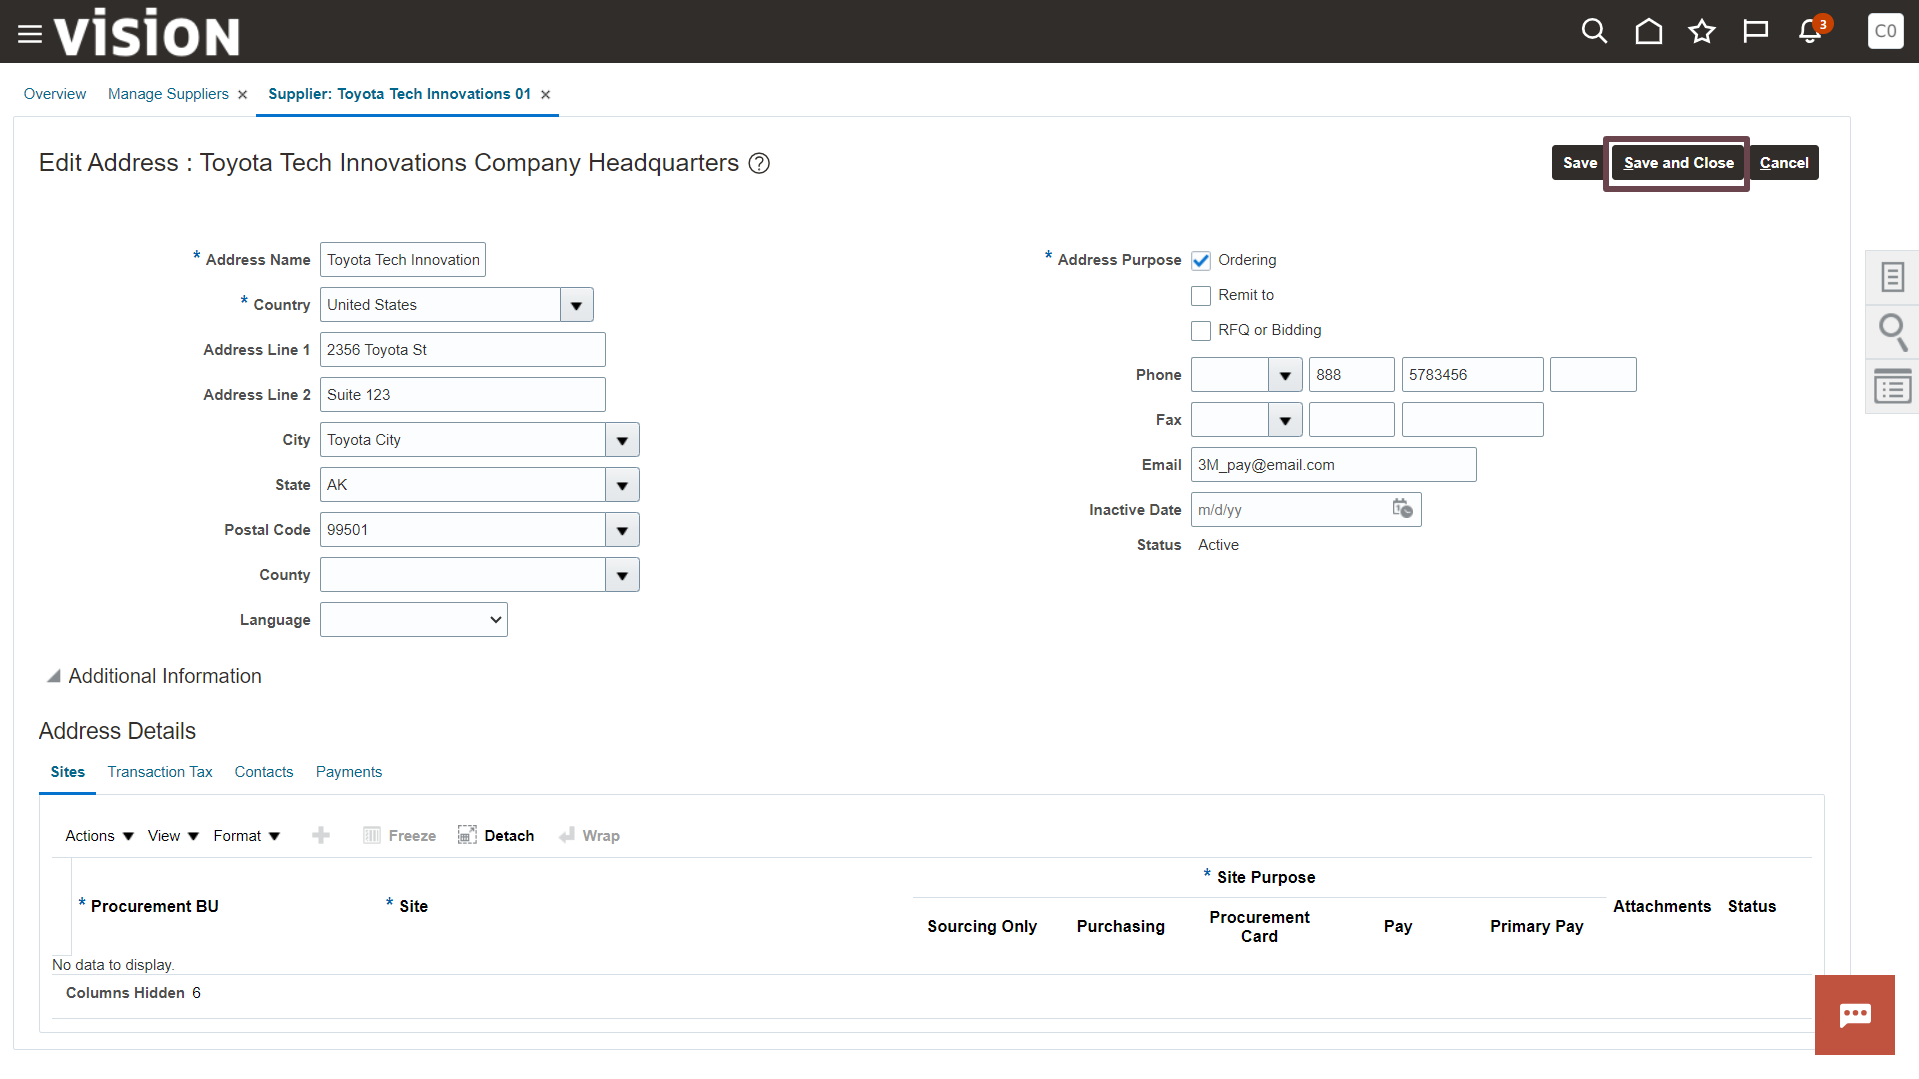 vision
3
C0
Overview Manage Suppliers Supplier: Toyota Tech Innovations 01
Edit Address : Toyota Tech Innovations Company Headquarters
Save Save and Close Cancel
* Address Name Toyota Tech Innovation
* Address Purpose Ordering
* Country United States
Remit to
Address Line 1 2356 Toyota St
RFQ or Bidding
Address Line 2 Suite 123
Phone 888 5783456
City Toyota City
Fax
State AK
Email 3M_pay@email.com
Postal Code 99501
Inactive Date m/d/yy
County
Status Active
Language
Additional Information
Address Details
Sites Transaction Tax Contacts Payments
Actions View Format Freeze Detach Wrap
* Site Purpose
* Procurement BU * Site
Attachments Status
Sourcing Only Purchasing Procurement Card Pay Primary Pay
No data to display.
Columns Hidden 6